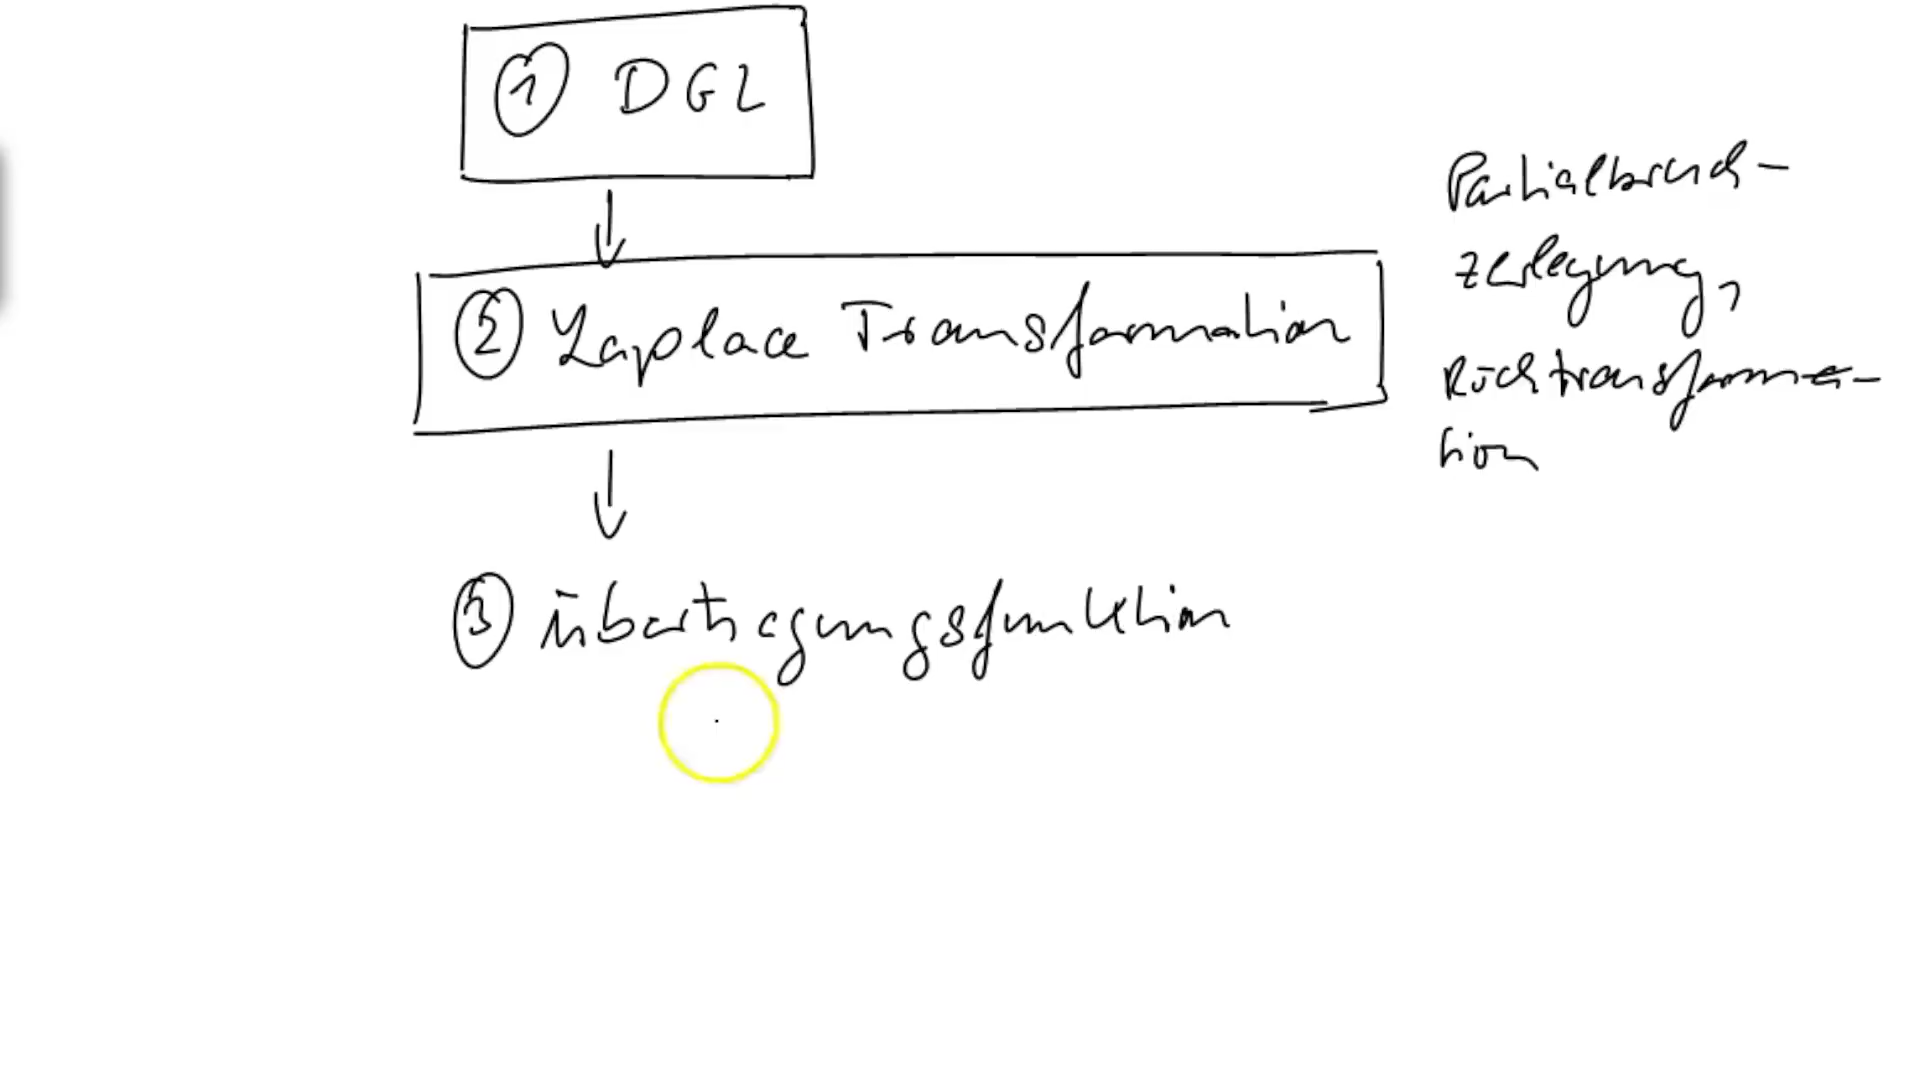 1 DGL
2 Laplace Transformation
3 übertragungsfunktion
Partialbruch-
zerlegung,
Rücktransforma-
tion